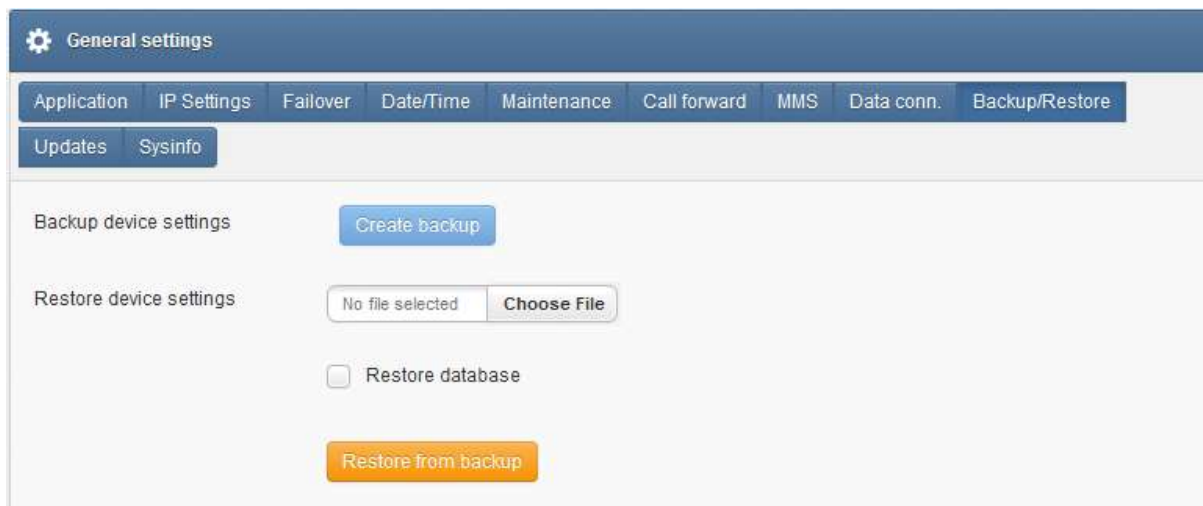 General settings
Application IP Settings Failover Date/Time Maintenance Call forward MMS Data conn. Backup/Restore
Updates Sysinfo
Backup device settings Create backup
Restore device settings No file selected Choose File
Restore database
Restore from backup